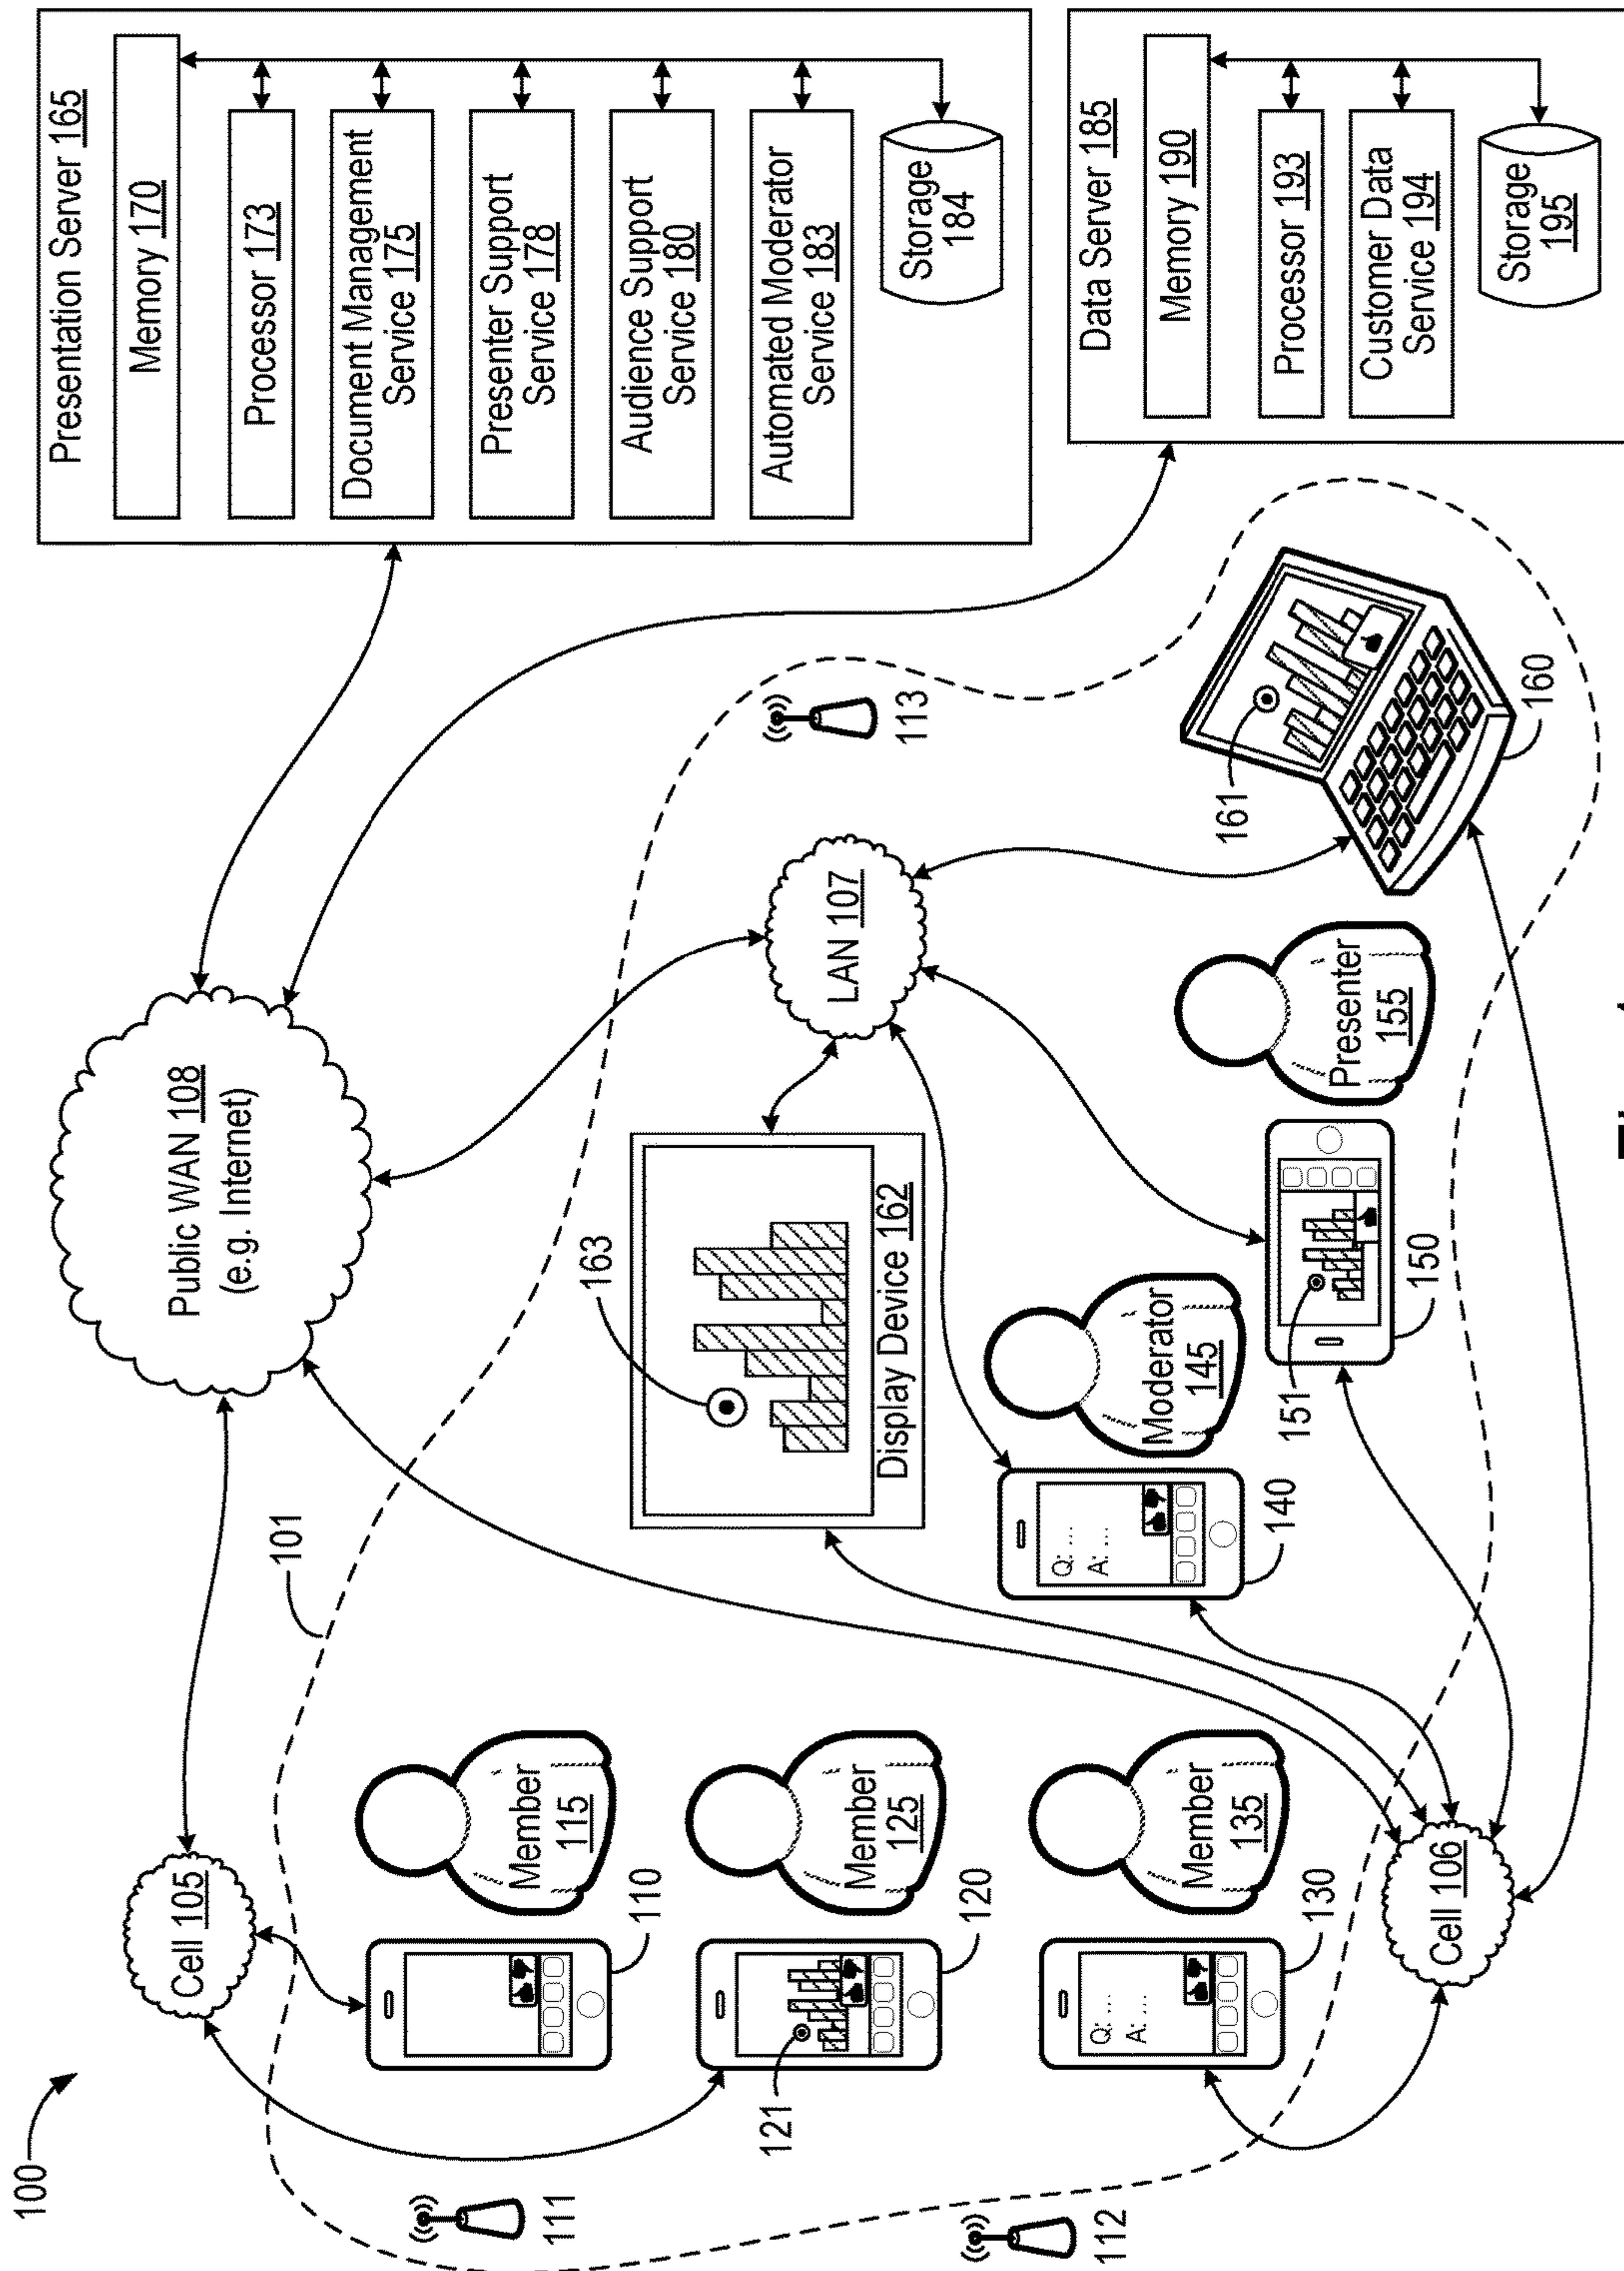 100
Presentation Server 165
Memory 170
Processor 173
Document Management
Service 175
Presenter Support
Service 178
Audience Support
Service 180
Automated Moderator
Service 183
Storage
184
Data Server 185
Memory 190
Processor 193
Customer Data
Service 194
Storage
195
Public WAN 108
(e.g. Internet)
101
Cell 105
Cell 106
LAN 107
111
112
113
Member
115
110
Member
125
120
121
Member
135
130
Q: ...
A: ...
Display Device 162
163
Moderator
145
140
Q: ...
A: ...
Presenter
155
150
151
160
161